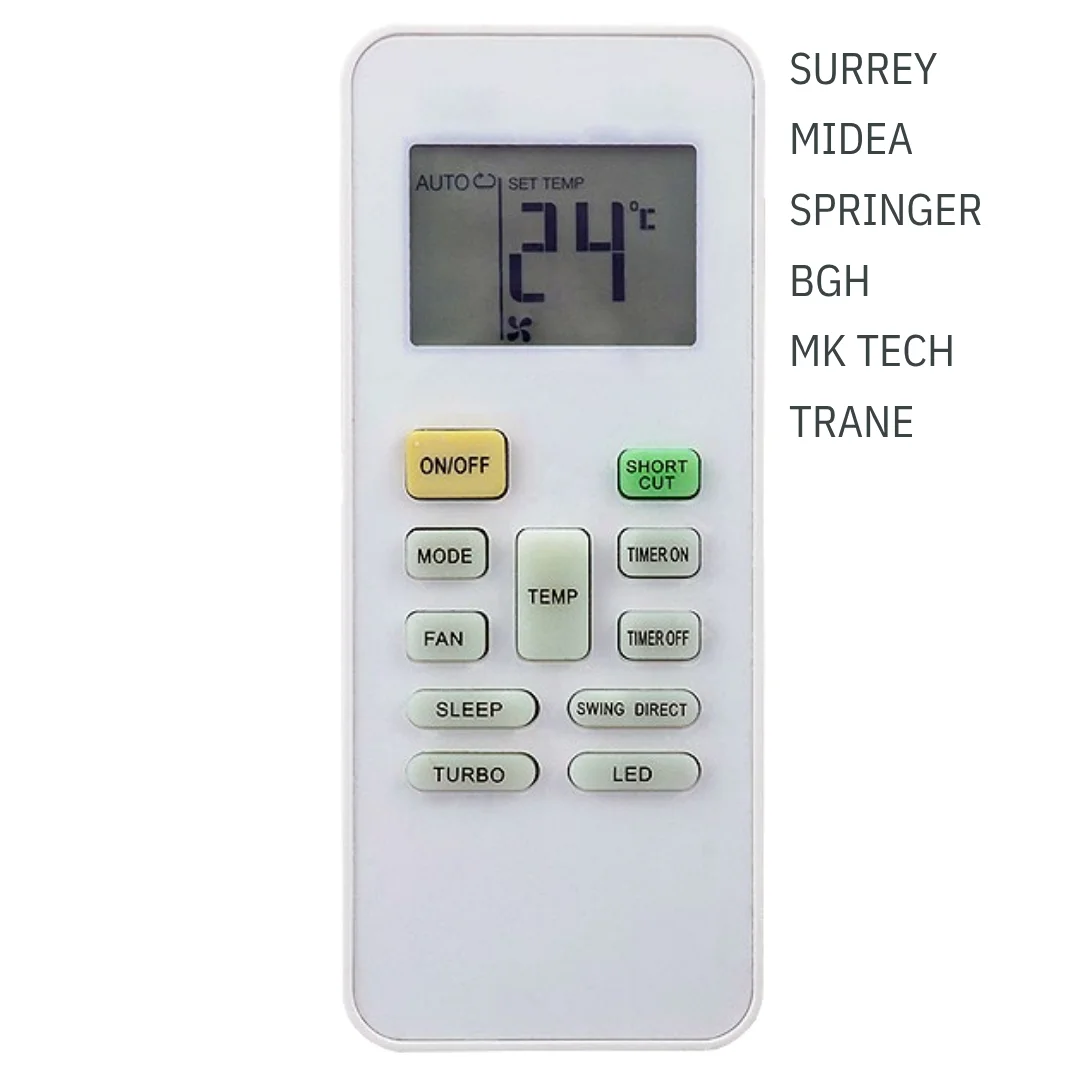 SURREY
MIDEA
SPRINGER
BGH
MK TECH
TRANE
AUTO SET TEMP
24°C
ON/OFF
SHORT
CUT
MODE
TEMP
TIMER ON
FAN
TIMER OFF
SLEEP
SWING DIRECT
TURBO
LED